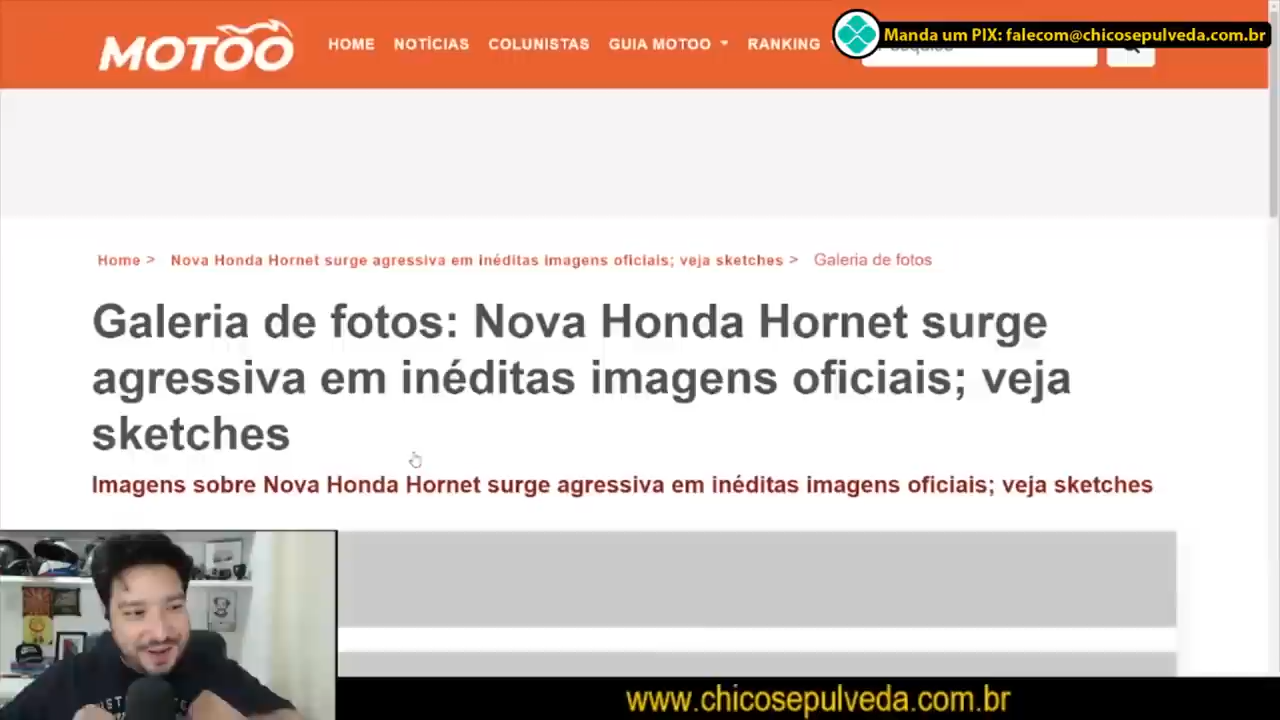 MOTOO
HOME NOTÍCIAS COLUNISTAS GUIA MOTOO RANKING
Manda um PIX: falecom@chicosepulveda.com.br
Home > Nova Honda Hornet surge agressiva em inéditas imagens oficiais; veja sketches > Galeria de fotos
Galeria de fotos: Nova Honda Hornet surge
agressiva em inéditas imagens oficiais; veja
sketches
Imagens sobre Nova Honda Hornet surge agressiva em inéditas imagens oficiais; veja sketches
www.chicosepulveda.com.br